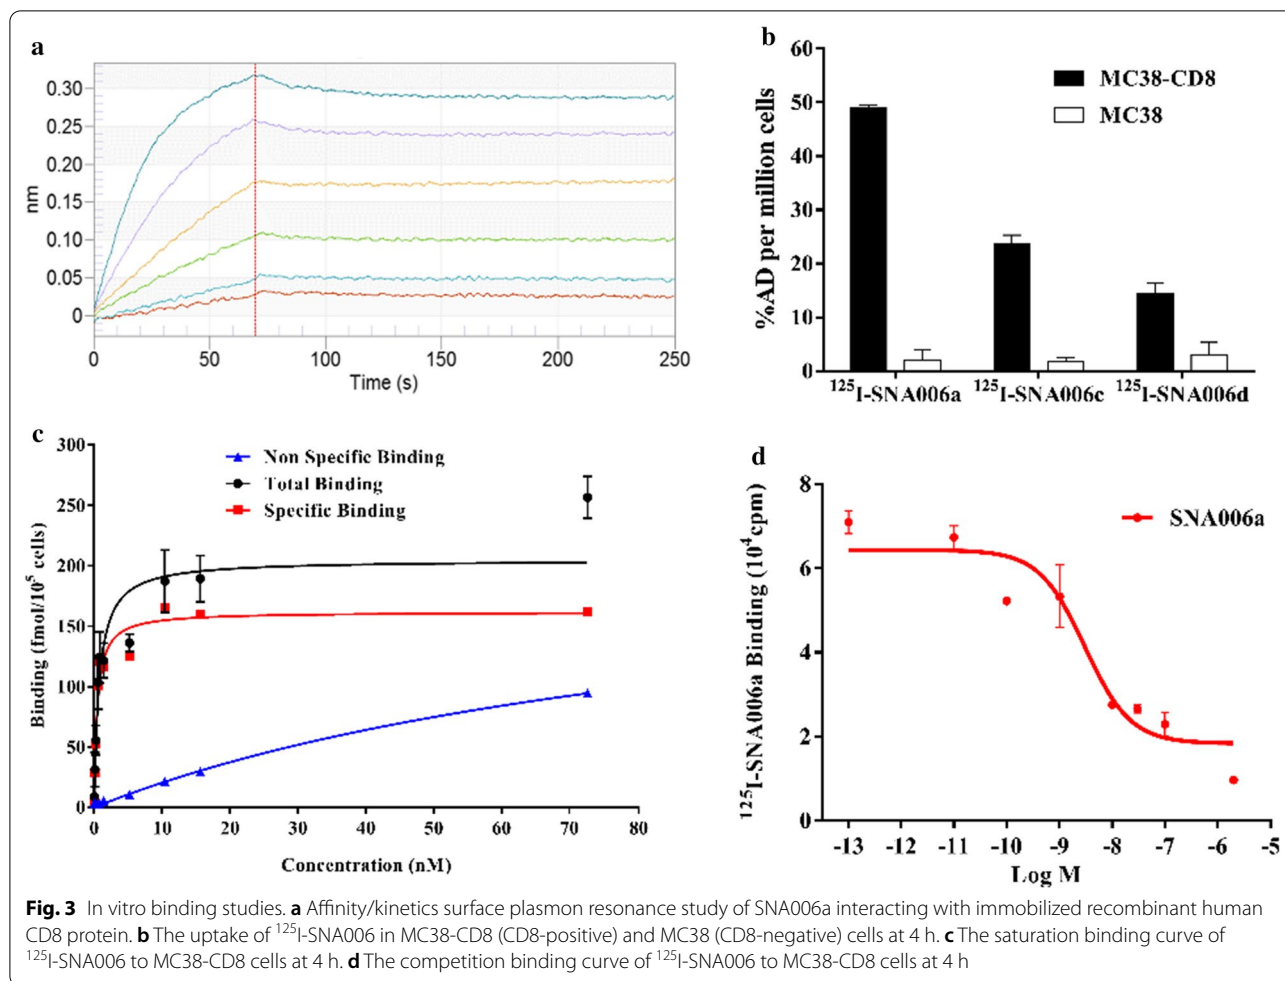 a
0.30
0.25
0.20
0.15
0.10
0.05
0
nm
0 50 100 150 200 250
Time (s)
b
60
50
40
30
20
10
0
%AD per million cells
MC38-CD8
MC38
¹²⁵I-SNA006a ¹²⁵I-SNA006c ¹²⁵I-SNA006d
c
300
250
200
150
100
50
0
Binding (fmol/10⁵ cells)
Non Specific Binding
Total Binding
Specific Binding
0 10 20 30 40 50 60 70 80
Concentration (nM)
d
8
6
4
2
0
¹²⁵I-SNA006a Binding (10⁴cpm)
SNA006a
-13 -12 -11 -10 -9 -8 -7 -6 -5
Log M
Fig. 3 In vitro binding studies. a Affinity/kinetics surface plasmon resonance study of SNA006a interacting with immobilized recombinant human
CD8 protein. b The uptake of ¹²⁵I-SNA006 in MC38-CD8 (CD8-positive) and MC38 (CD8-negative) cells at 4 h. c The saturation binding curve of
¹²⁵I-SNA006 to MC38-CD8 cells at 4 h. d The competition binding curve of ¹²⁵I-SNA006 to MC38-CD8 cells at 4 h